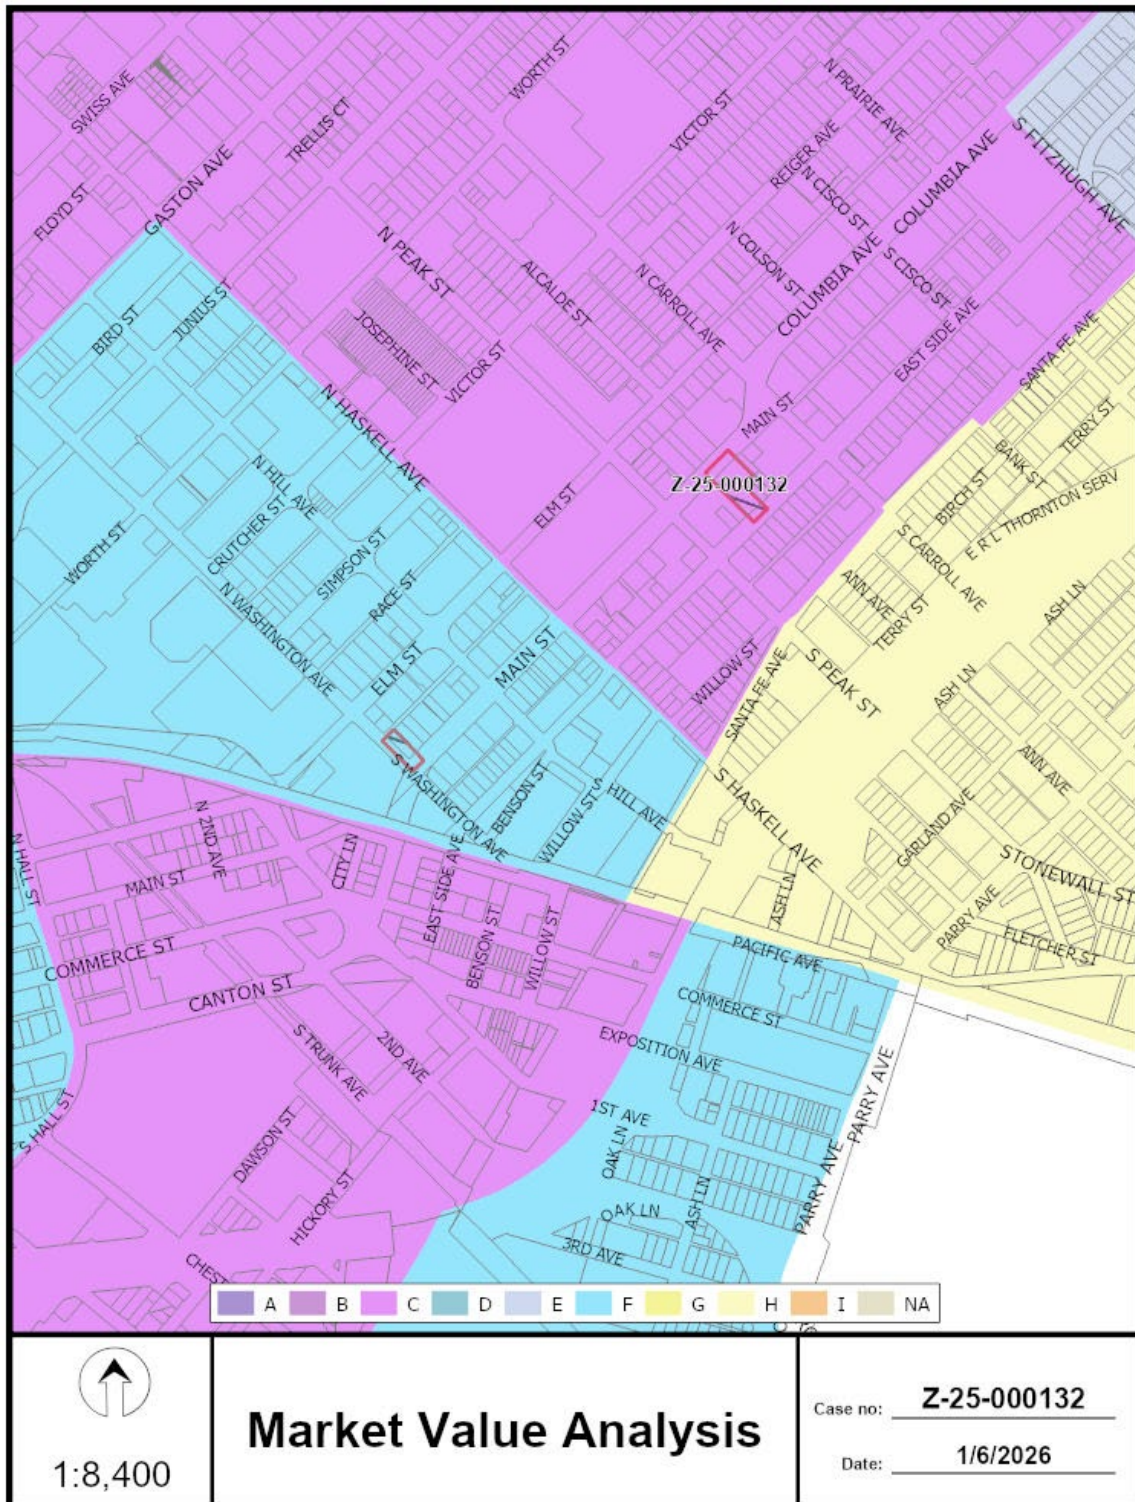 WORTH ST
N PRAIRIE AVE
SWISS AVE
TRELLIS CT
VICTOR ST
REIGER AVE
S FITZHUGH AVE
COLUMBIA AVE
FLOYD ST
GASTON AVE
N CISCO ST
N PEAK ST
ALCALDE ST
N CARROLL AVE
N COLSON ST
COLUMBIA AVE
S CISCO ST
BIRD ST
JUNIUS ST
JOSEPHINE ST
VICTOR ST
EAST SIDE AVE
SANTA FE AVE
N HASKELL AVE
MAIN ST
TERRY ST
BANK ST
Z-25-000132
N HILL AVE
ELM ST
BIRCH ST
E R L THORNTON SERV
CRUTCHER ST
WORTH ST
SIMPSON ST
S CARROLL AVE
RACE ST
N WASHINGTON AVE
ANN AVE
TERRY ST
ASH LN
ELM ST
MAIN ST
WILLOW ST
SANTA FE AVE
S PEAK ST
ASH LN
S WASHINGTON AVE
BENSON ST
WILLOW ST
S HILL AVE
S HASKELL AVE
ANN AVE
GARLAND AVE
N HALL ST
N 2ND AVE
MAIN ST
CITY LN
EAST SIDE AVE
STONEWALL ST
ASH LN
PARRY AVE
FLETCHER ST
COMMERCE ST
BENSON ST
WILLOW ST
PACIFIC AVE
CANTON ST
COMMERCE ST
S TRUNK AVE
2ND AVE
EXPOSITION AVE
PARRY AVE
S HALL ST
1ST AVE
DAWSON ST
OAK LN
HICKORY ST
ASH LN
PARRY AVE
OAK LN
3RD AVE
CHEST
A B C D E F G H I NA
1:8,400
Market Value Analysis
Case no: Z-25-000132
Date: 1/6/2026